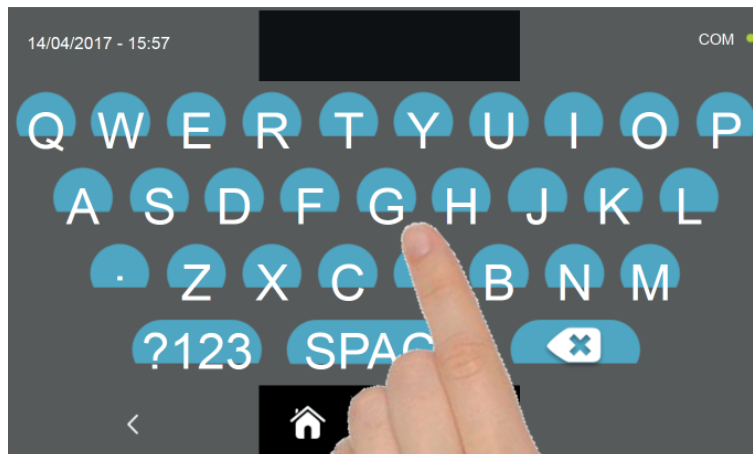 14/04/2017 - 15:57
COM
Q W E R T Y U I O P
A S D F G H J K L
. Z X C B N M
?123 SPAC